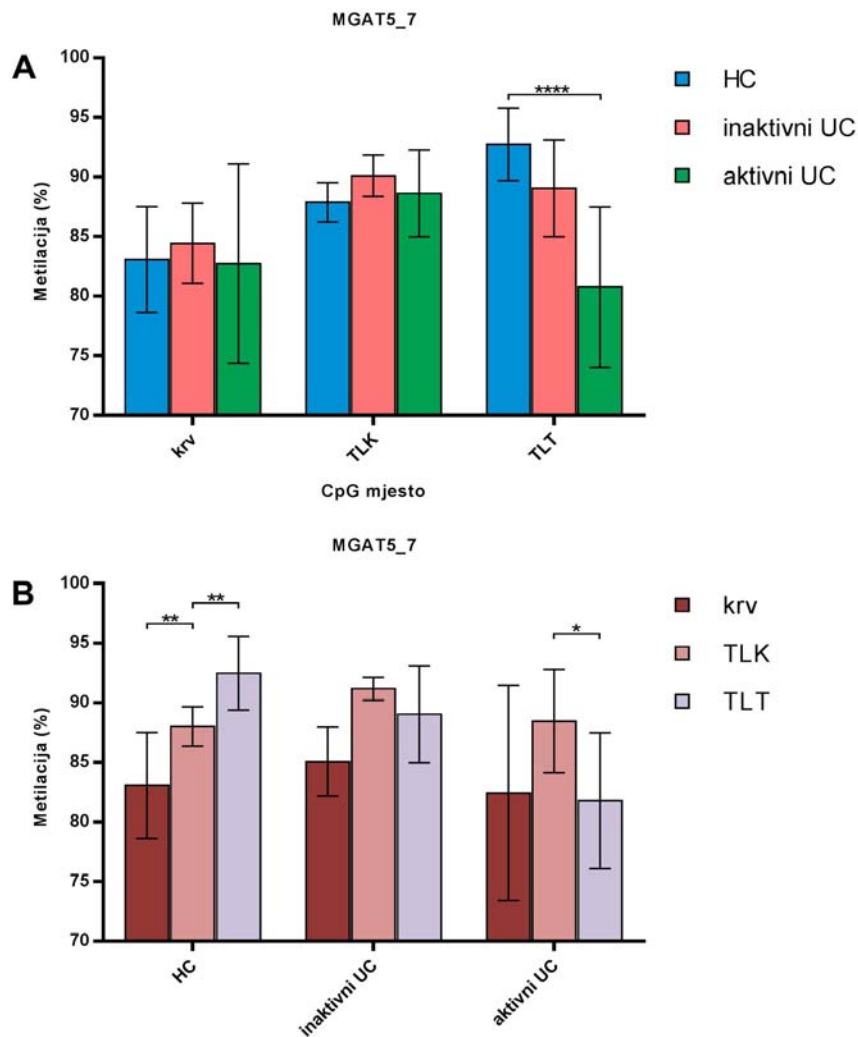 MGAT5_7
A
100
95
90
85
80
75
70
Metilacija (%)
****
krv
TLK
TLT
CpG mjesto
HC
inaktivni UC
aktivni UC
MGAT5_7
B
100
95
90
85
80
75
70
Metilacija (%)
**
**
*
HC
inaktivni UC
aktivni UC
krv
TLK
TLT